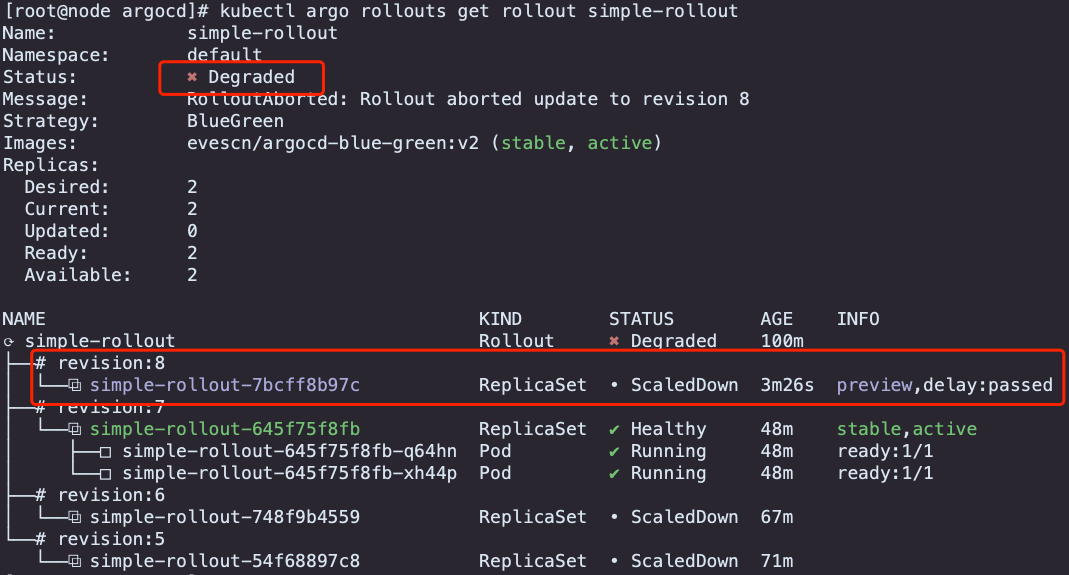 [root@node argocd]# kubectl argo rollouts get rollout simple-rollout
Name:            simple-rollout
Namespace:       default
Status:          ✖ Degraded
Message:         RolloutAborted: Rollout aborted update to revision 8
Strategy:        BlueGreen
Images:          evescn/argocd-blue-green:v2 (stable, active)
Replicas:
  Desired:       2
  Current:       2
  Updated:       0
  Ready:         2
  Available:     2

NAME                                       KIND        STATUS        AGE    INFO
⟳ simple-rollout                           Rollout     ✖ Degraded    100m
├──# revision:8
│  └──⧉ simple-rollout-7bcff8b97c          ReplicaSet  • ScaledDown  3m26s  preview,delay:passed
├──# revision:7
│  └──⧉ simple-rollout-645f75f8fb          ReplicaSet  ✔ Healthy     48m    stable,active
│     ├──□ simple-rollout-645f75f8fb-q64hn  Pod         ✔ Running     48m    ready:1/1
│     └──□ simple-rollout-645f75f8fb-xh44p  Pod         ✔ Running     48m    ready:1/1
├──# revision:6
│  └──⧉ simple-rollout-748f9b4559          ReplicaSet  • ScaledDown  67m
└──# revision:5
   └──⧉ simple-rollout-54f68897c8          ReplicaSet  • ScaledDown  71m